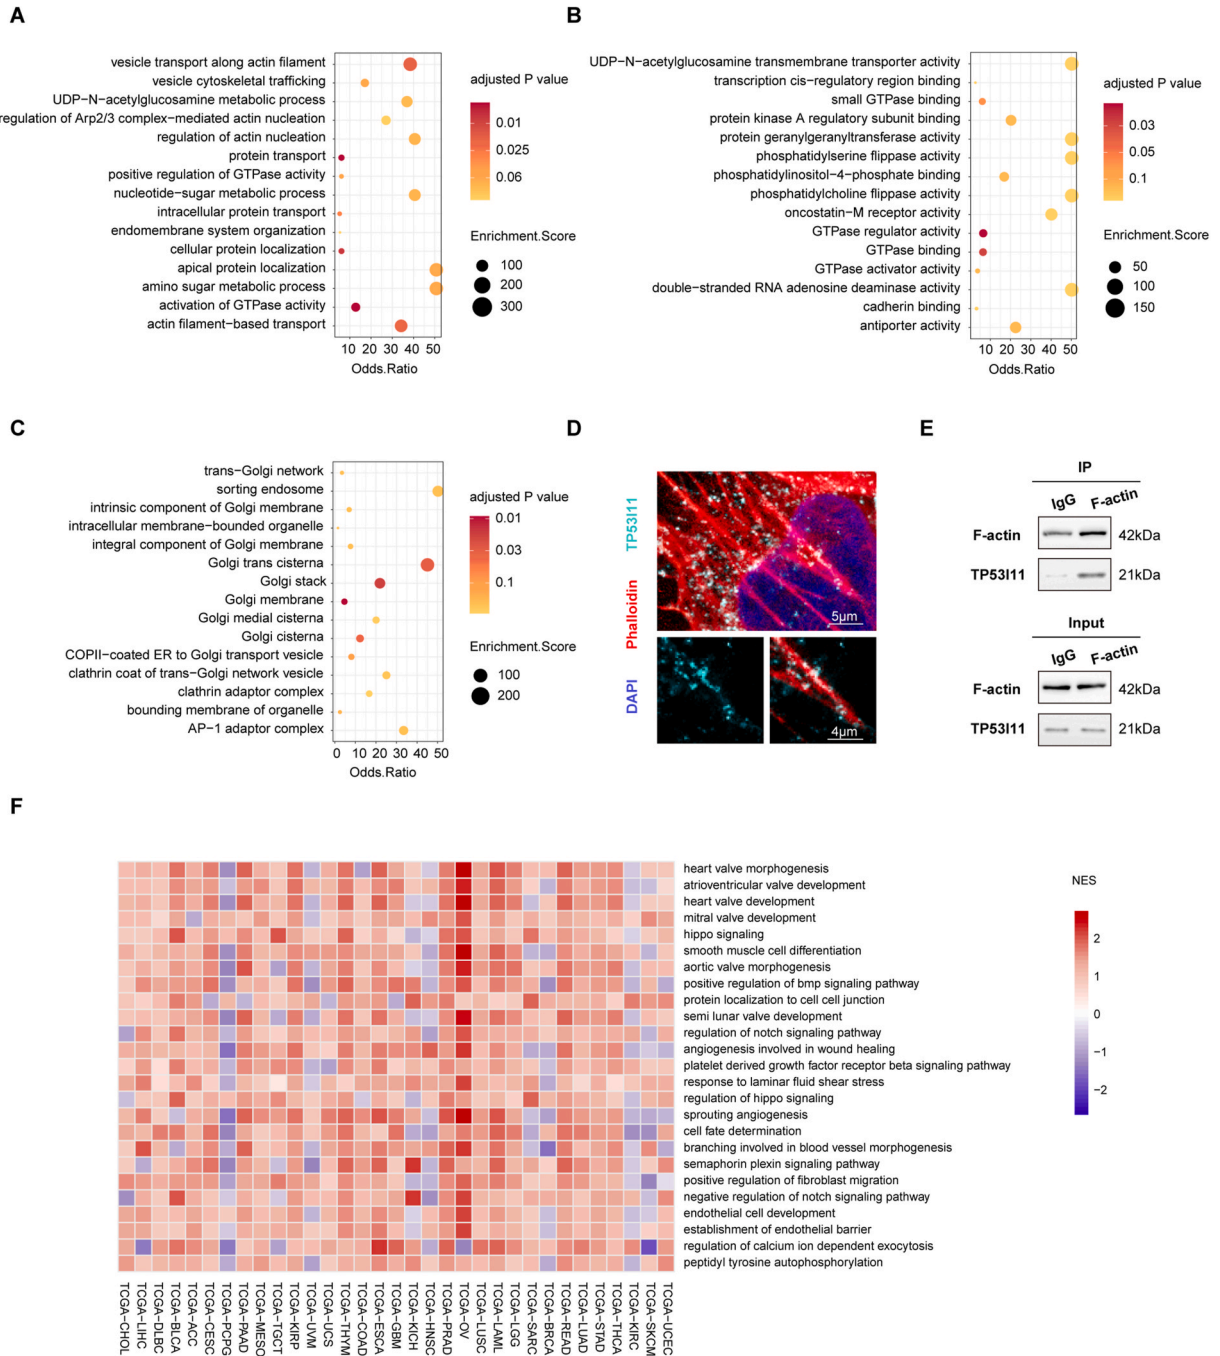 A
vesicle transport along actin filament
vesicle cytoskeletal trafficking
UDP−N−acetylglucosamine metabolic process
regulation of Arp2/3 complex−mediated actin nucleation
regulation of actin nucleation
protein transport
positive regulation of GTPase activity
nucleotide−sugar metabolic process
intracellular protein transport
endomembrane system organization
cellular protein localization
apical protein localization
amino sugar metabolic process
activation of GTPase activity
actin filament−based transport
10 20 30 40 50
Odds.Ratio
adjusted P value
0.01
0.025
0.06
Enrichment.Score
100
200
300
B
UDP−N−acetylglucosamine transmembrane transporter activity
transcription cis−regulatory region binding
small GTPase binding
protein kinase A regulatory subunit binding
protein geranylgeranyltransferase activity
phosphatidylserine flippase activity
phosphatidylinositol−4−phosphate binding
phosphatidylcholine flippase activity
oncostatin−M receptor activity
GTPase regulator activity
GTPase binding
GTPase activator activity
double−stranded RNA adenosine deaminase activity
cadherin binding
antiporter activity
10 20 30 40 50
Odds.Ratio
adjusted P value
0.03
0.05
0.1
Enrichment.Score
50
100
150
C
trans−Golgi network
sorting endosome
intrinsic component of Golgi membrane
intracellular membrane−bounded organelle
integral component of Golgi membrane
Golgi trans cisterna
Golgi stack
Golgi membrane
Golgi medial cisterna
Golgi cisterna
COPII−coated ER to Golgi transport vesicle
clathrin coat of trans−Golgi network vesicle
clathrin adaptor complex
bounding membrane of organelle
AP−1 adaptor complex
0 10 20 30 40 50
Odds.Ratio
adjusted P value
0.01
0.03
0.1
Enrichment.Score
100
200
D
DAPI Phalloidin TP53I11
5μm
4μm
E
IP
IgG F-actin
F-actin 42kDa
TP53I11 21kDa
Input
IgG F-actin
F-actin 42kDa
TP53I11 21kDa
F
heart valve morphogenesis
atrioventricular valve development
heart valve development
mitral valve development
hippo signaling
smooth muscle cell differentiation
aortic valve morphogenesis
positive regulation of bmp signaling pathway
protein localization to cell cell junction
semi lunar valve development
regulation of notch signaling pathway
angiogenesis involved in wound healing
platelet derived growth factor receptor beta signaling pathway
response to laminar fluid shear stress
regulation of hippo signaling
sprouting angiogenesis
cell fate determination
branching involved in blood vessel morphogenesis
semaphorin plexin signaling pathway
positive regulation of fibroblast migration
negative regulation of notch signaling pathway
endothelial cell development
establishment of endothelial barrier
regulation of calcium ion dependent exocytosis
peptidyl tyrosine autophosphorylation
TCGA−CHOL
TCGA−LIHC
TCGA−DLBC
TCGA−BLCA
TCGA−ACC
TCGA−CESC
TCGA−PCPG
TCGA−PAAD
TCGA−MESO
TCGA−TGCT
TCGA−KIRP
TCGA−UVM
TCGA−UCS
TCGA−THYM
TCGA−COAD
TCGA−ESCA
TCGA−GBM
TCGA−KICH
TCGA−HNSC
TCGA−PRAD
TCGA−OV
TCGA−LUSC
TCGA−LAML
TCGA−LGG
TCGA−SARC
TCGA−BRCA
TCGA−READ
TCGA−LUAD
TCGA−STAD
TCGA−THCA
TCGA−KIRC
TCGA−SKCM
TCGA−UCEC
NES
2
1
0
−1
−2